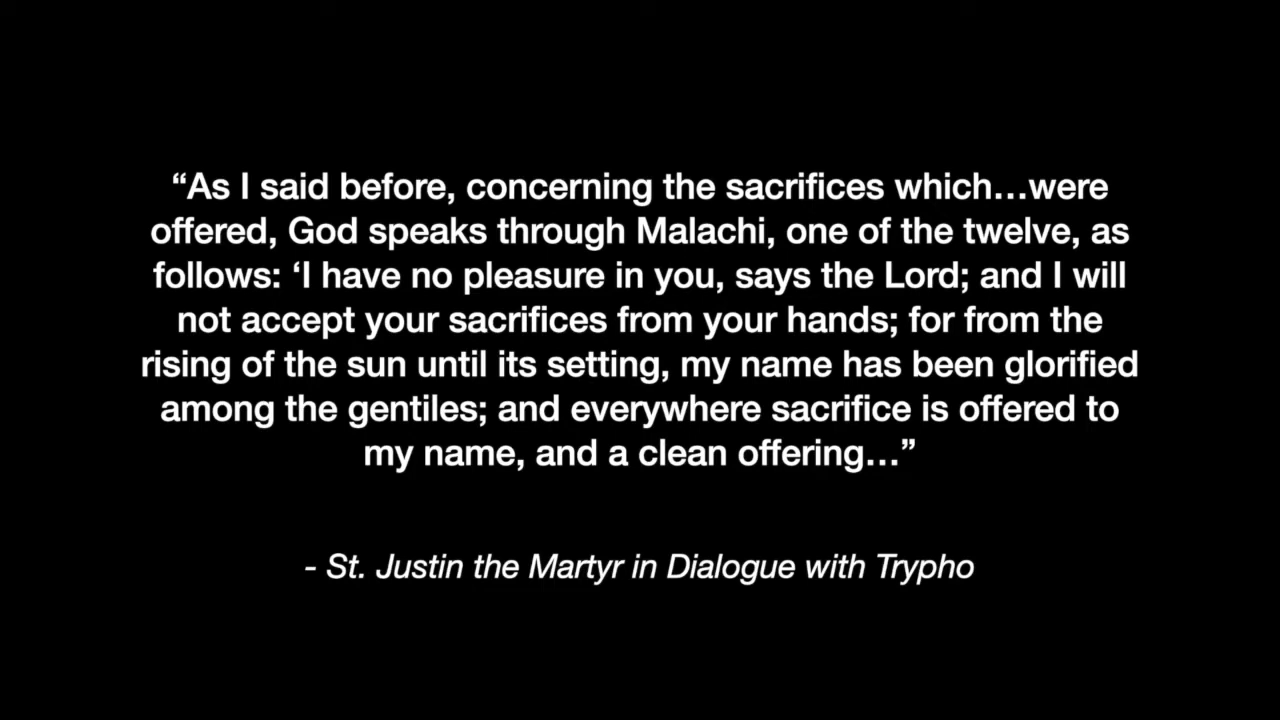 “As I said before, concerning the sacrifices which…were
offered, God speaks through Malachi, one of the twelve, as
follows: ‘I have no pleasure in you, says the Lord; and I will
not accept your sacrifices from your hands; for from the
rising of the sun until its setting, my name has been glorified
among the gentiles; and everywhere sacrifice is offered to
my name, and a clean offering…”
- St. Justin the Martyr in Dialogue with Trypho